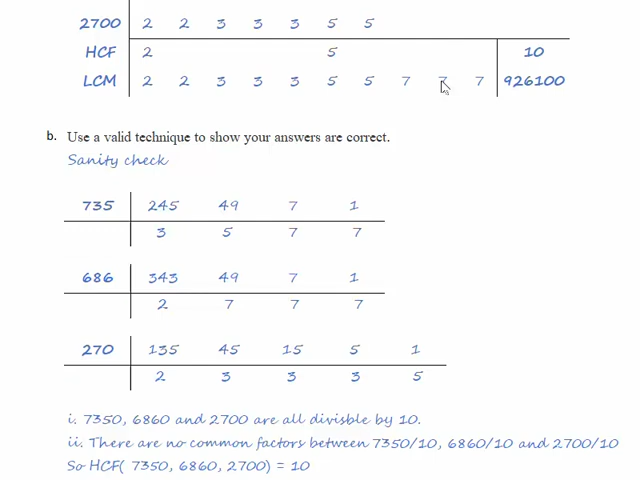 2700 2 2 3 3 3 5 5
HCF 2 5 10
LCM 2 2 3 3 3 5 5 7 7 7 926100
b. Use a valid technique to show your answers are correct.
Sanity check
735 245 49 7 1
3 5 7 7
686 343 49 7 1
2 7 7 7
270 135 45 15 5 1
2 3 3 3 5
i. 7350, 6860 and 2700 are all divisble by 10.
ii. There are no common factors between 7350/10, 6860/10 and 2700/10
So HCF( 7350, 6860, 2700) = 10